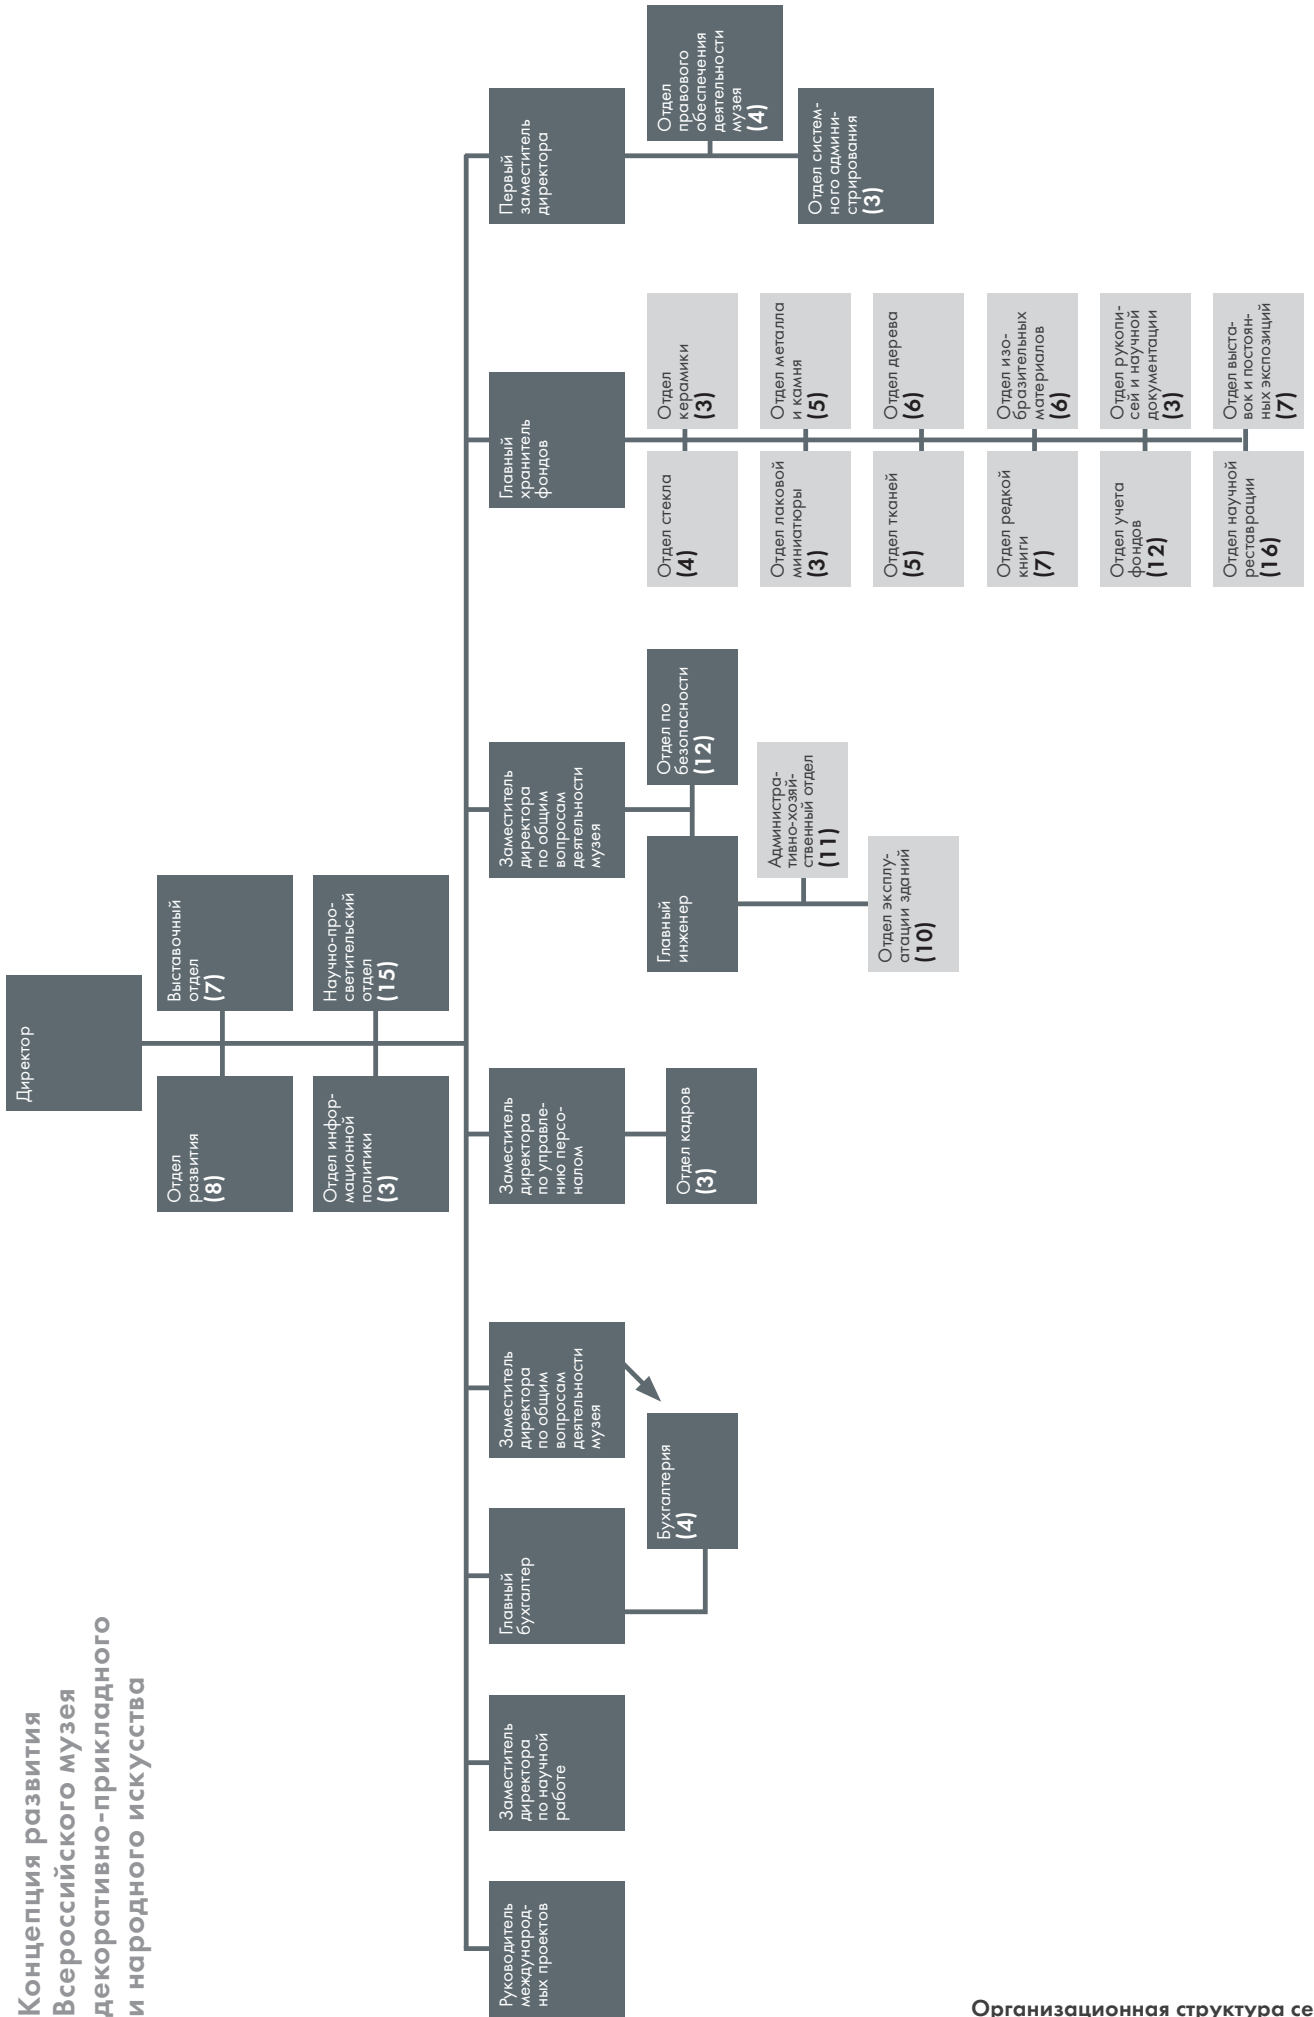 Концепция развития
Всероссийского музея
декоративно-прикладного
и народного искусства
Директор
Отдел
развития
(8)
Выставочный
отдел
(7)
Отдел инфор-
мационной
политики
(3)
Научно-про-
светительский
отдел
(15)
Руководитель
международ-
ных проектов
Заместитель
директора
по научной
работе
Главный
бухгалтер
Заместитель
директора
по общим
вопросам
деятельности
музея
Заместитель
директора
по управле-
нию персо-
налом
Заместитель
директора
по общим
вопросам
деятельности
музея
Главный
хранитель
фондов
Первый
заместитель
директора
Бухгалтерия
(4)
Отдел кадров
(3)
Главный
инженер
Отдел по
безопасности
(12)
Администра-
тивно-хозяй-
ственный отдел
(11)
Отдел эксплу-
атации зданий
(10)
Отдел стекла
(4)
Отдел
керамики
(3)
Отдел лаковой
миниатюры
(3)
Отдел металла
и камня
(5)
Отдел тканей
(5)
Отдел дерева
(6)
Отдел редкой
книги
(7)
Отдел изо-
бразительных
материалов
(6)
Отдел учета
фондов
(12)
Отдел рукопи-
сей и научной
документации
(3)
Отдел научной
реставрации
(16)
Отдел выста-
вок и постоян-
ных экспозиций
(7)
Отдел
правового
обеспечения
деятельности
музея
(4)
Отдел систем-
ного админи-
стрирования
(3)
Организационная структура се